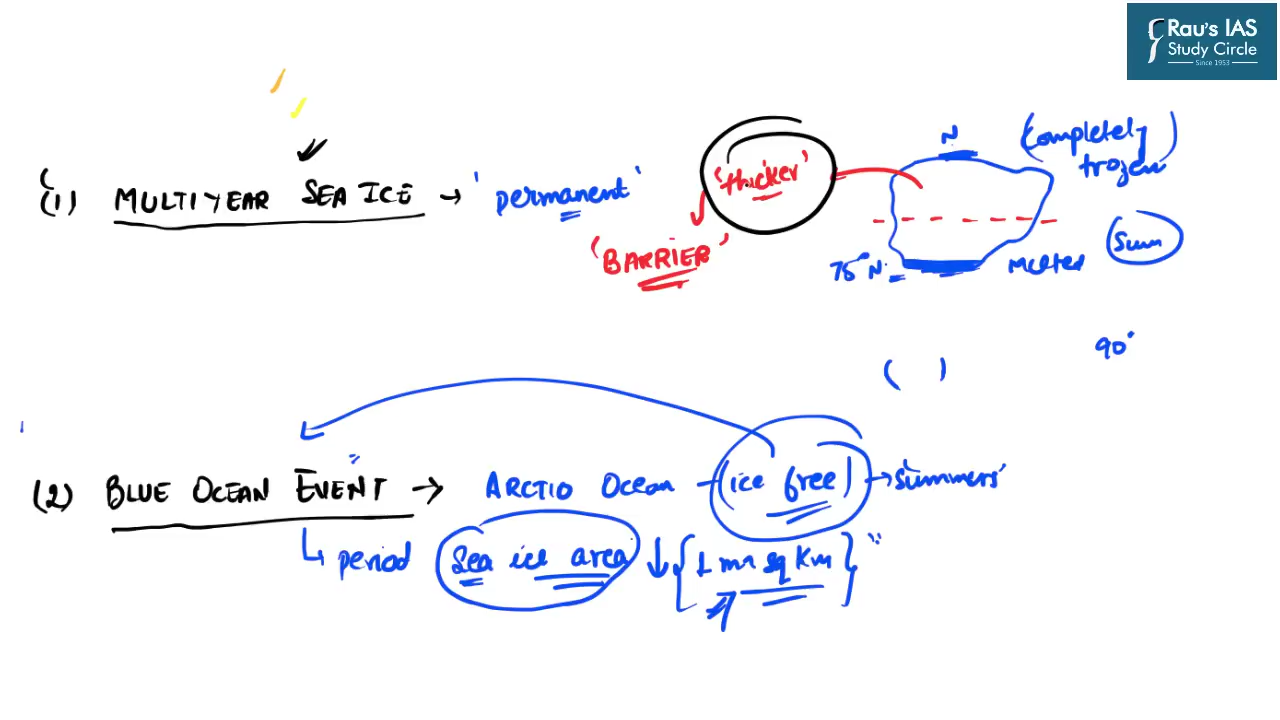 Rau's IAS
Study Circle
Since 1953
(1) MULTIYEAR SEA ICE → 'permanent' 'thicker'
'BARRIER'
N
(Completely frozen)
75° N.
Melted
Sum
90°
( )
(2) BLUE OCEAN EVENT → ARCTIC OCEAN - (ice free) → summers'
period sea ice area ↓ {1 mn sq km}